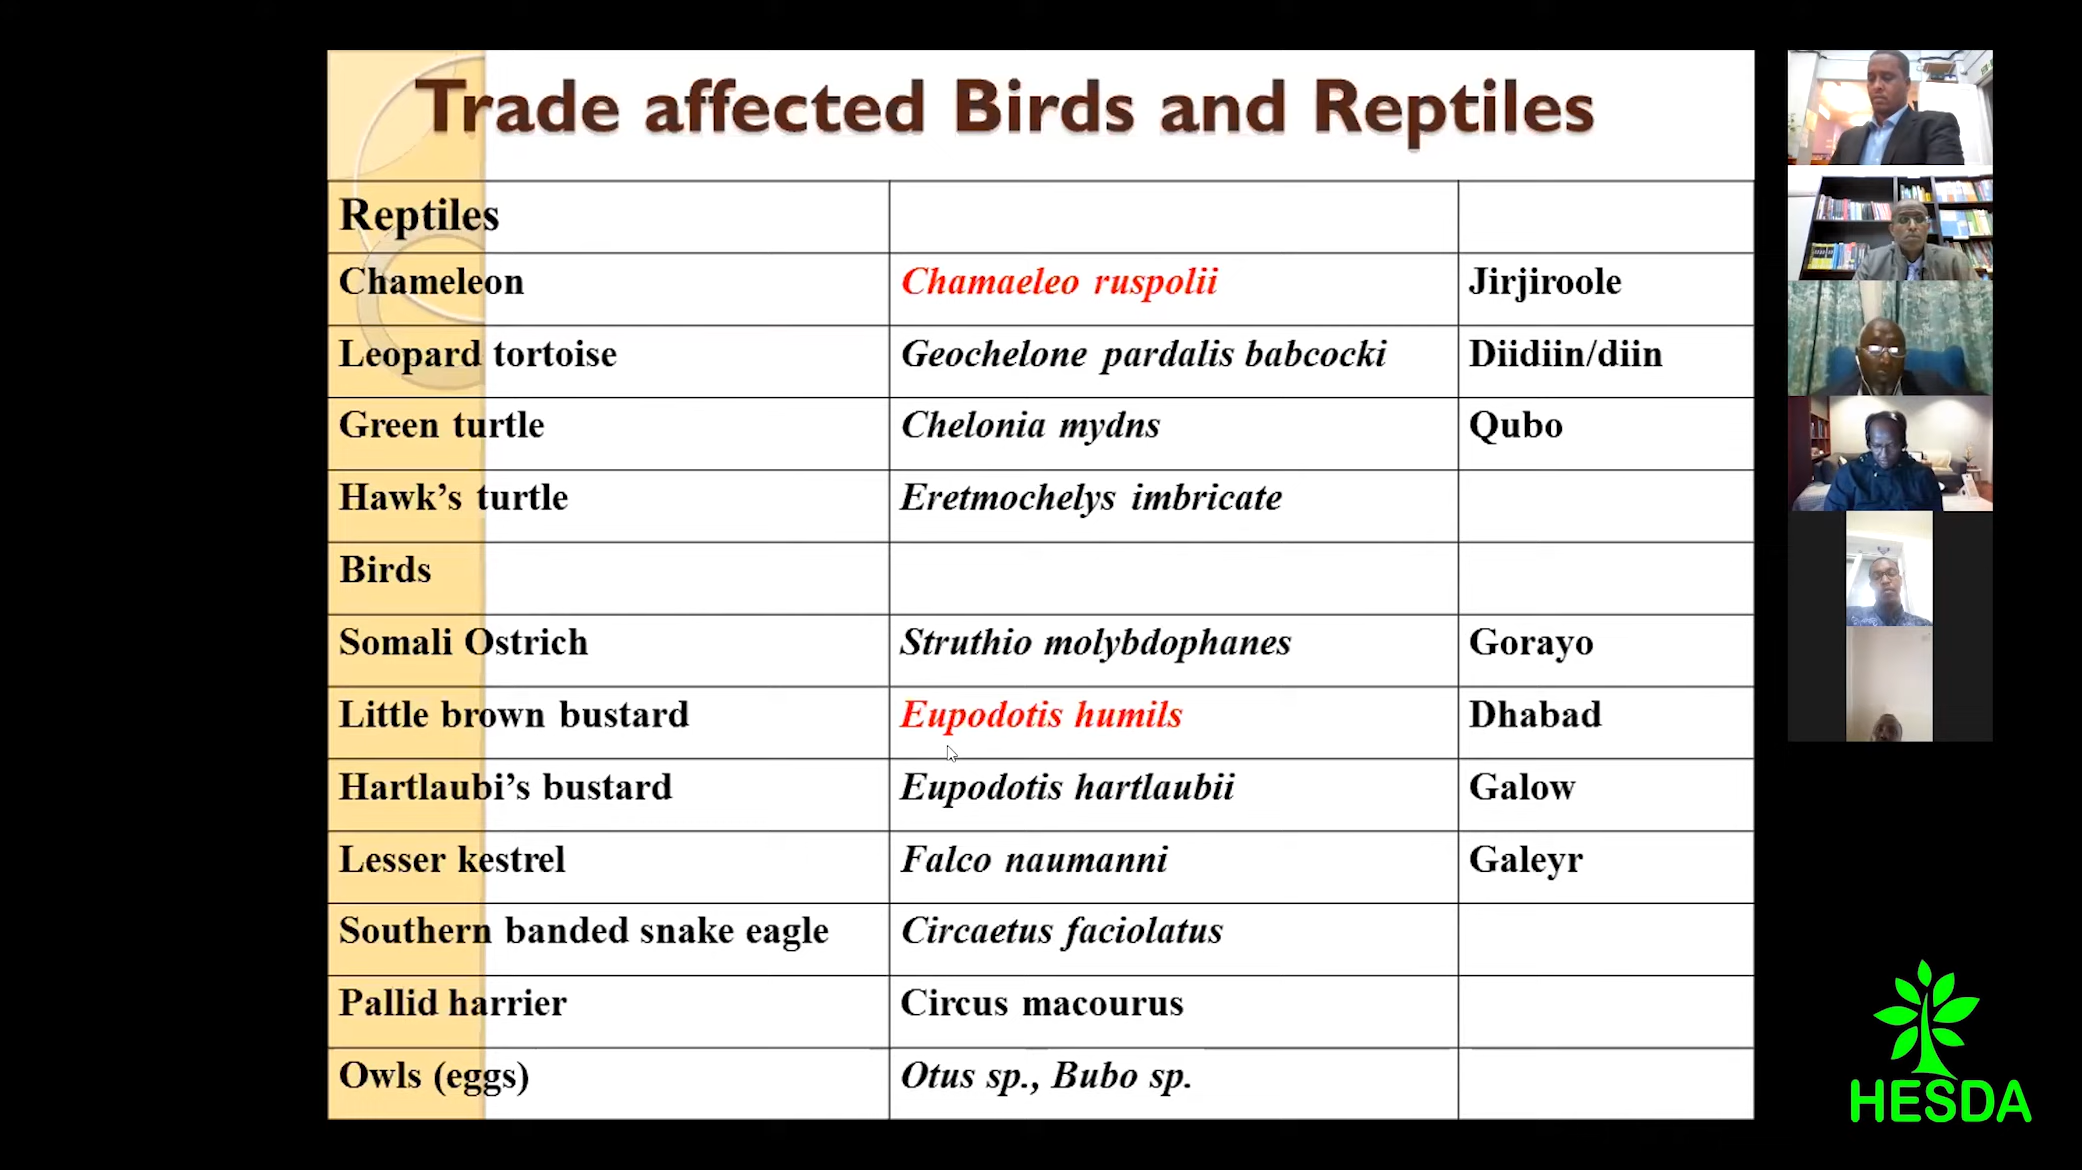 Trade affected Birds and Reptiles
Reptiles
Chameleon Chamaeleo ruspolii Jirjiroole
Leopard tortoise Geochelone pardalis babcocki Diidiin/diin
Green turtle Chelonia mydns Qubo
Hawk’s turtle Eretmochelys imbricate
Birds
Somali Ostrich Struthio molybdophanes Gorayo
Little brown bustard Eupodotis humils Dhabad
Hartlaubi’s bustard Eupodotis hartlaubii Galow
Lesser kestrel Falco naumanni Galeyr
Southern banded snake eagle Circaetus faciolatus
Pallid harrier Circus macourus
Owls (eggs) Otus sp., Bubo sp.
HESDA